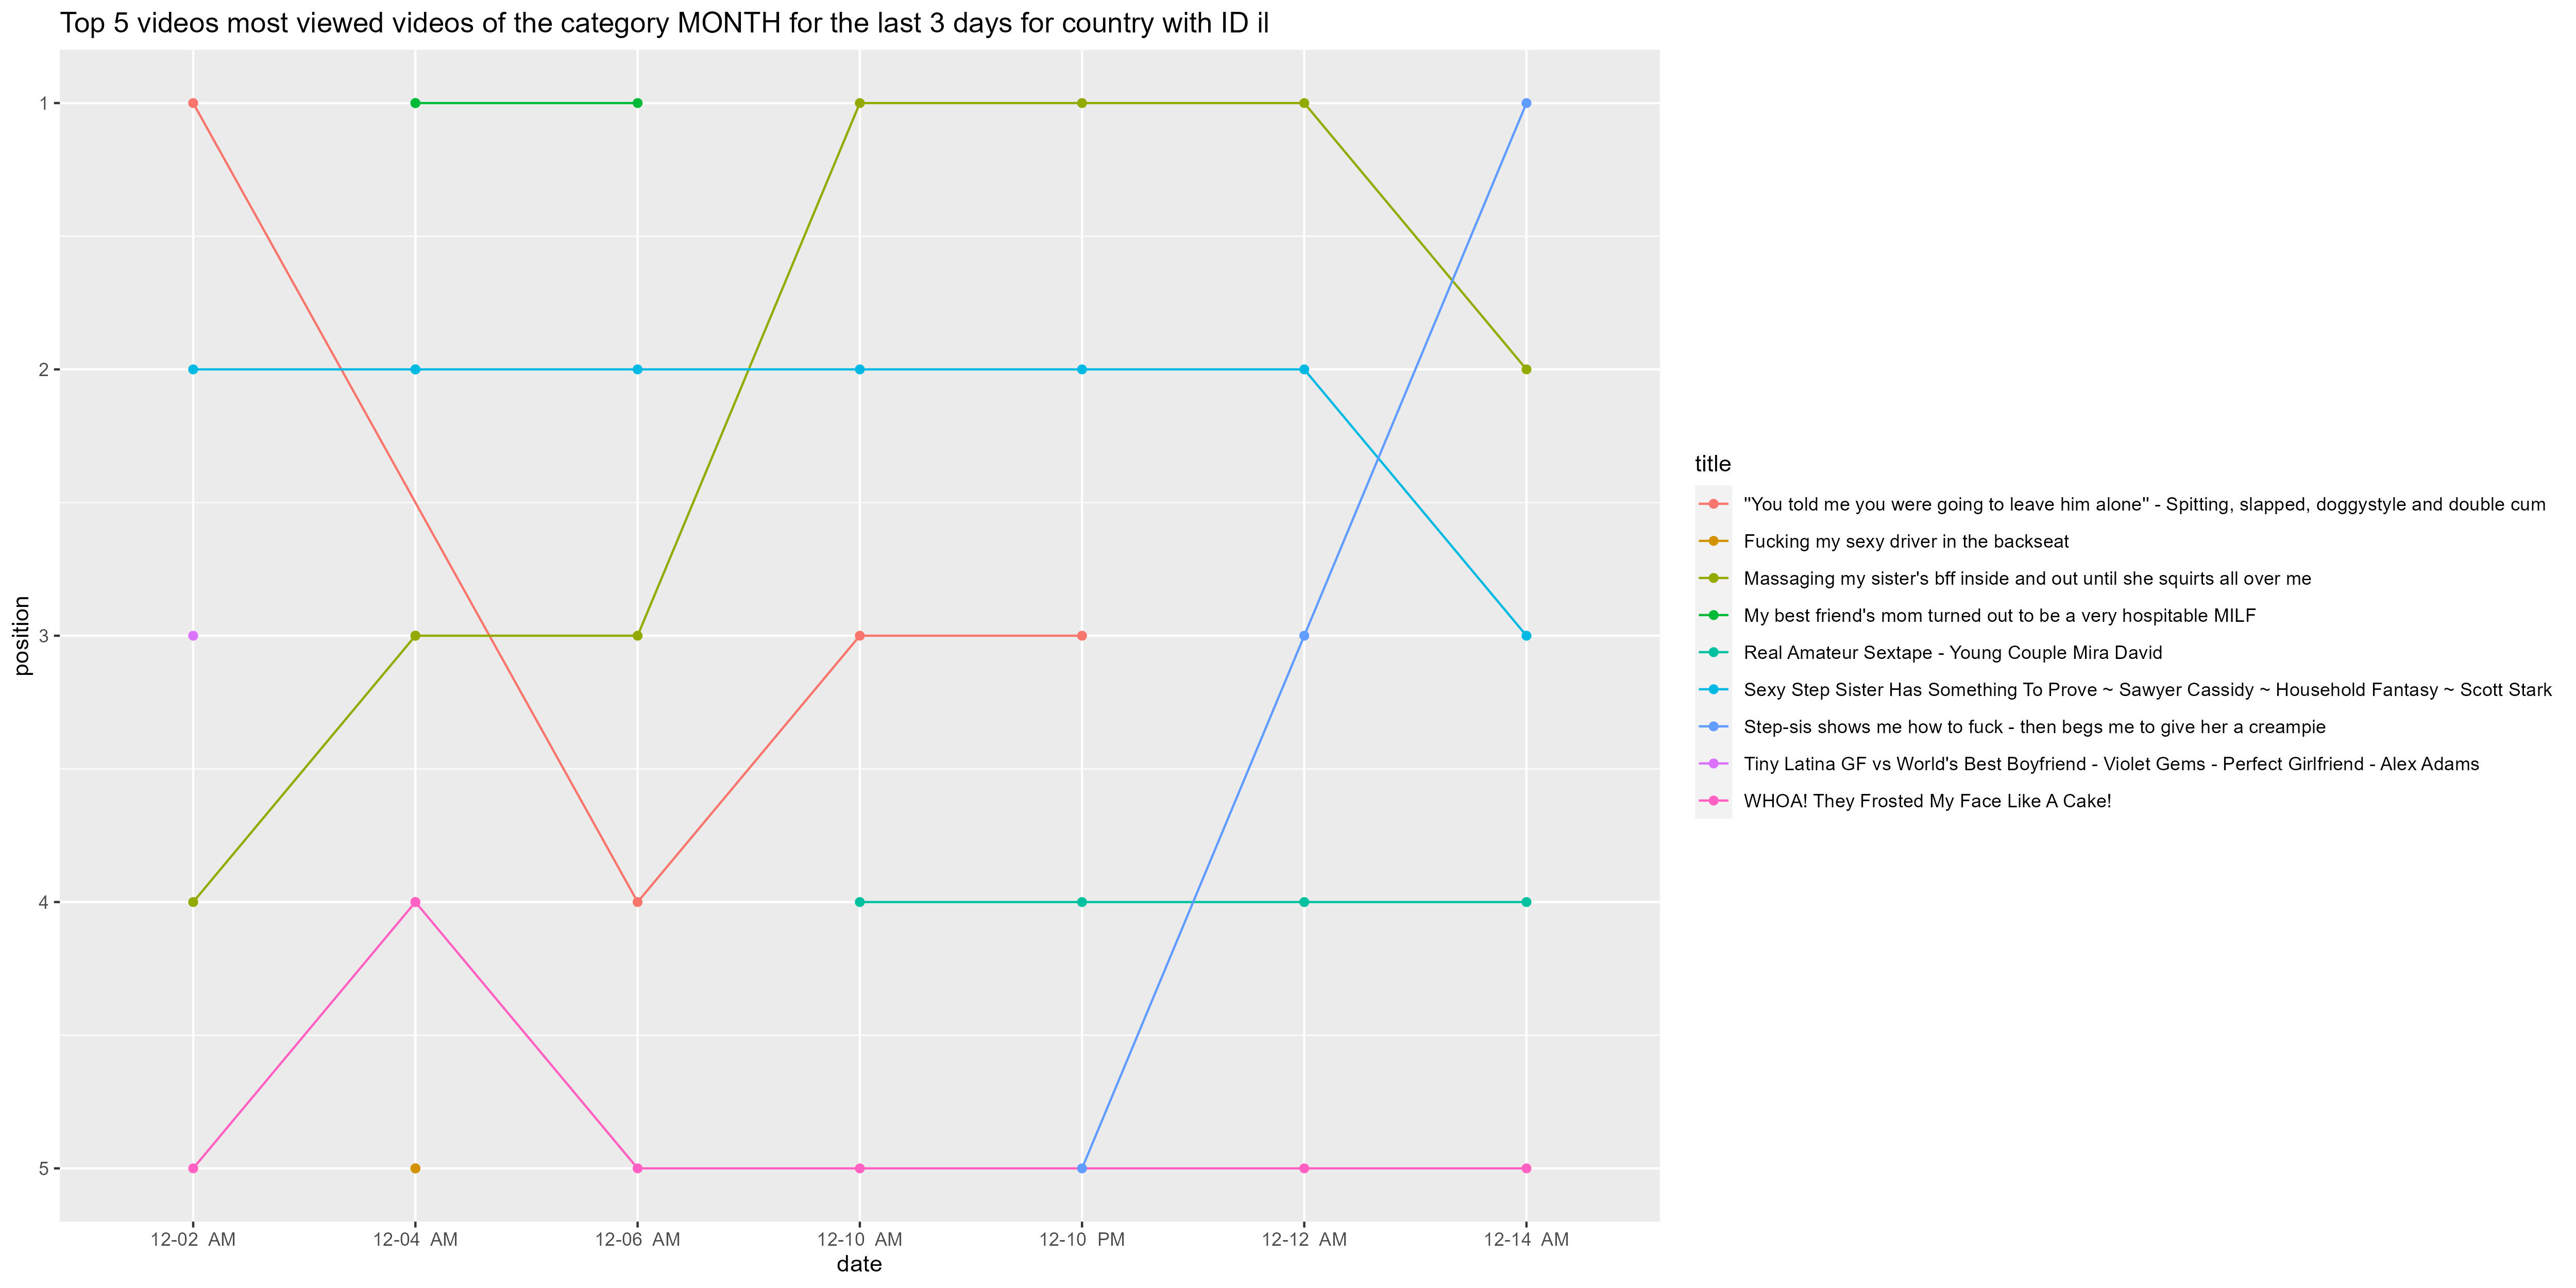 Top 5 videos most viewed videos of the category MONTH for the last 3 days for country with ID il
position
1
2
3
4
5
12-02 AM
12-04 AM
12-06 AM
12-10 AM
12-10 PM
12-12 AM
12-14 AM
date
title
"You told me you were going to leave him alone" - Spitting, slapped, doggystyle and double cum
Fucking my sexy driver in the backseat
Massaging my sister's bff inside and out until she squirts all over me
My best friend's mom turned out to be a very hospitable MILF
Real Amateur Sextape - Young Couple Mira David
Sexy Step Sister Has Something To Prove ~ Sawyer Cassidy ~ Household Fantasy ~ Scott Stark
Step-sis shows me how to fuck - then begs me to give her a creampie
Tiny Latina GF vs World's Best Boyfriend - Violet Gems - Perfect Girlfriend - Alex Adams
WHOA! They Frosted My Face Like A Cake!